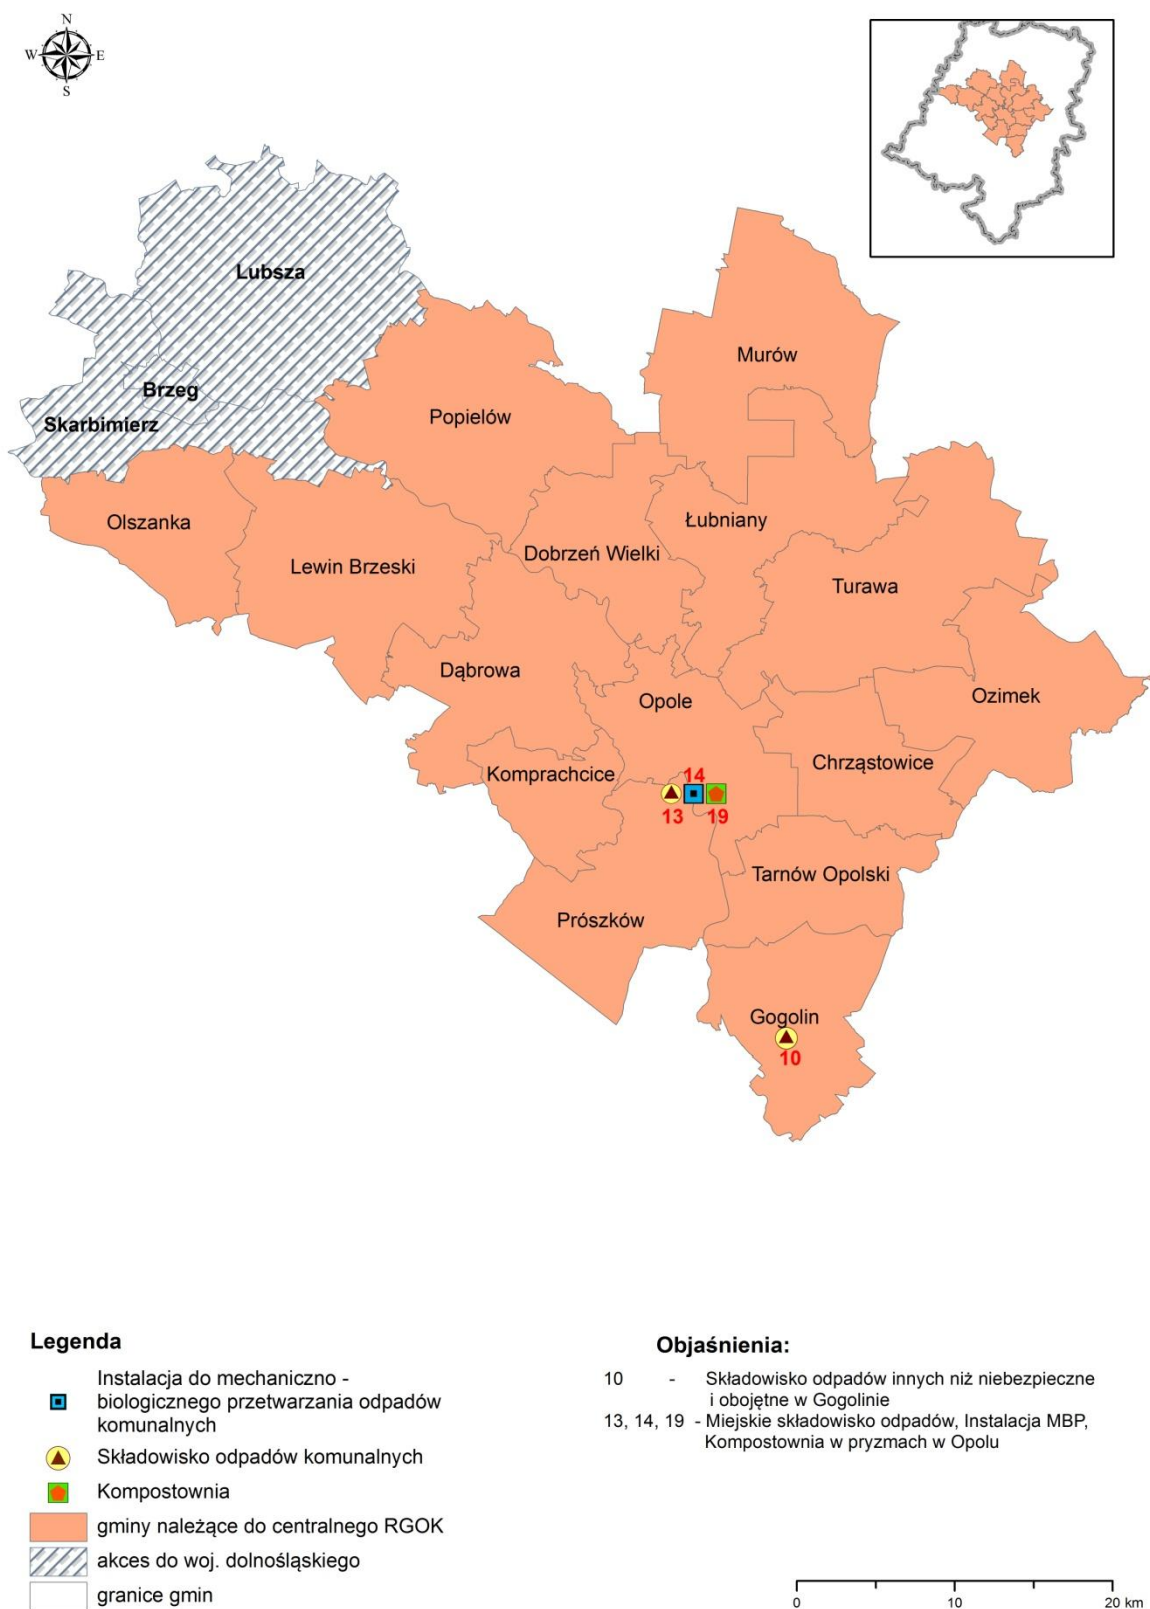 N
W E
S
Lubsza
Murów
Brzeg
Popielów
Skarbimierz
Olszanka
Łubniany
Dobrzeń Wielki
Lewin Brzeski
Turawa
Dąbrowa
Opole
Ozimek
Komprachcice
14
Chrząstowice
13
19
Tarnów Opolski
Prószków
Gogolin
10
Legenda
Instalacja do mechaniczno -
biologicznego przetwarzania odpadów
komunalnych
Składowisko odpadów komunalnych
Kompostownia
gminy należące do centralnego RGOK
akces do woj. dolnośląskiego
granice gmin
Objaśnienia:
10 - Składowisko odpadów innych niż niebezpieczne
i obojętne w Gogolinie
13, 14, 19 - Miejskie składowisko odpadów, Instalacja MBP,
Kompostownia w pryzmach w Opolu
0 10 20 km